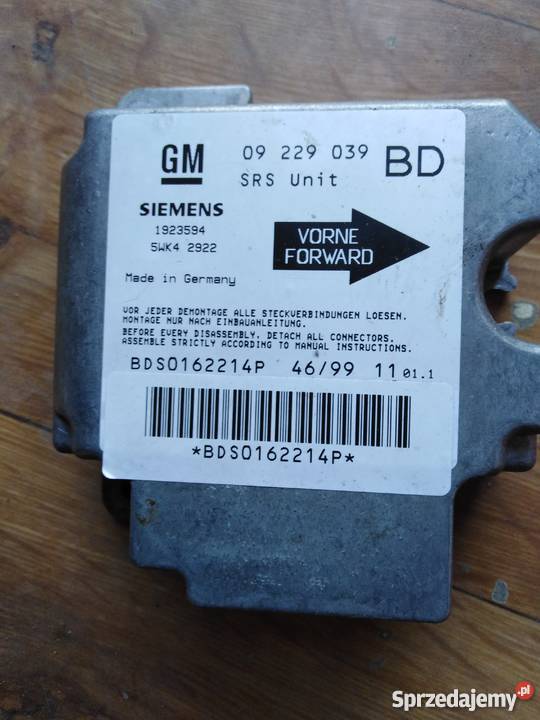 GM 09 229 039 BD
SRS Unit
SIEMENS
1923594
5WK4 2922
VORNE
FORWARD
Made in Germany
VOR JEDER DEMONTAGE ALLE STECKVERBINDUNGEN LOESEN.
MONTAGE NUR NACH EINBAUANLEITUNG.
BEFORE EVERY DISASSEMBLY, DETACH ALL CONNECTORS.
ASSEMBLE STRICTLY ACCORDING TO MANUAL INSTRUCTIONS.
BDS0162214P 46/99 11 01.1
*BDS0162214P*
Sprzedajemy.pl